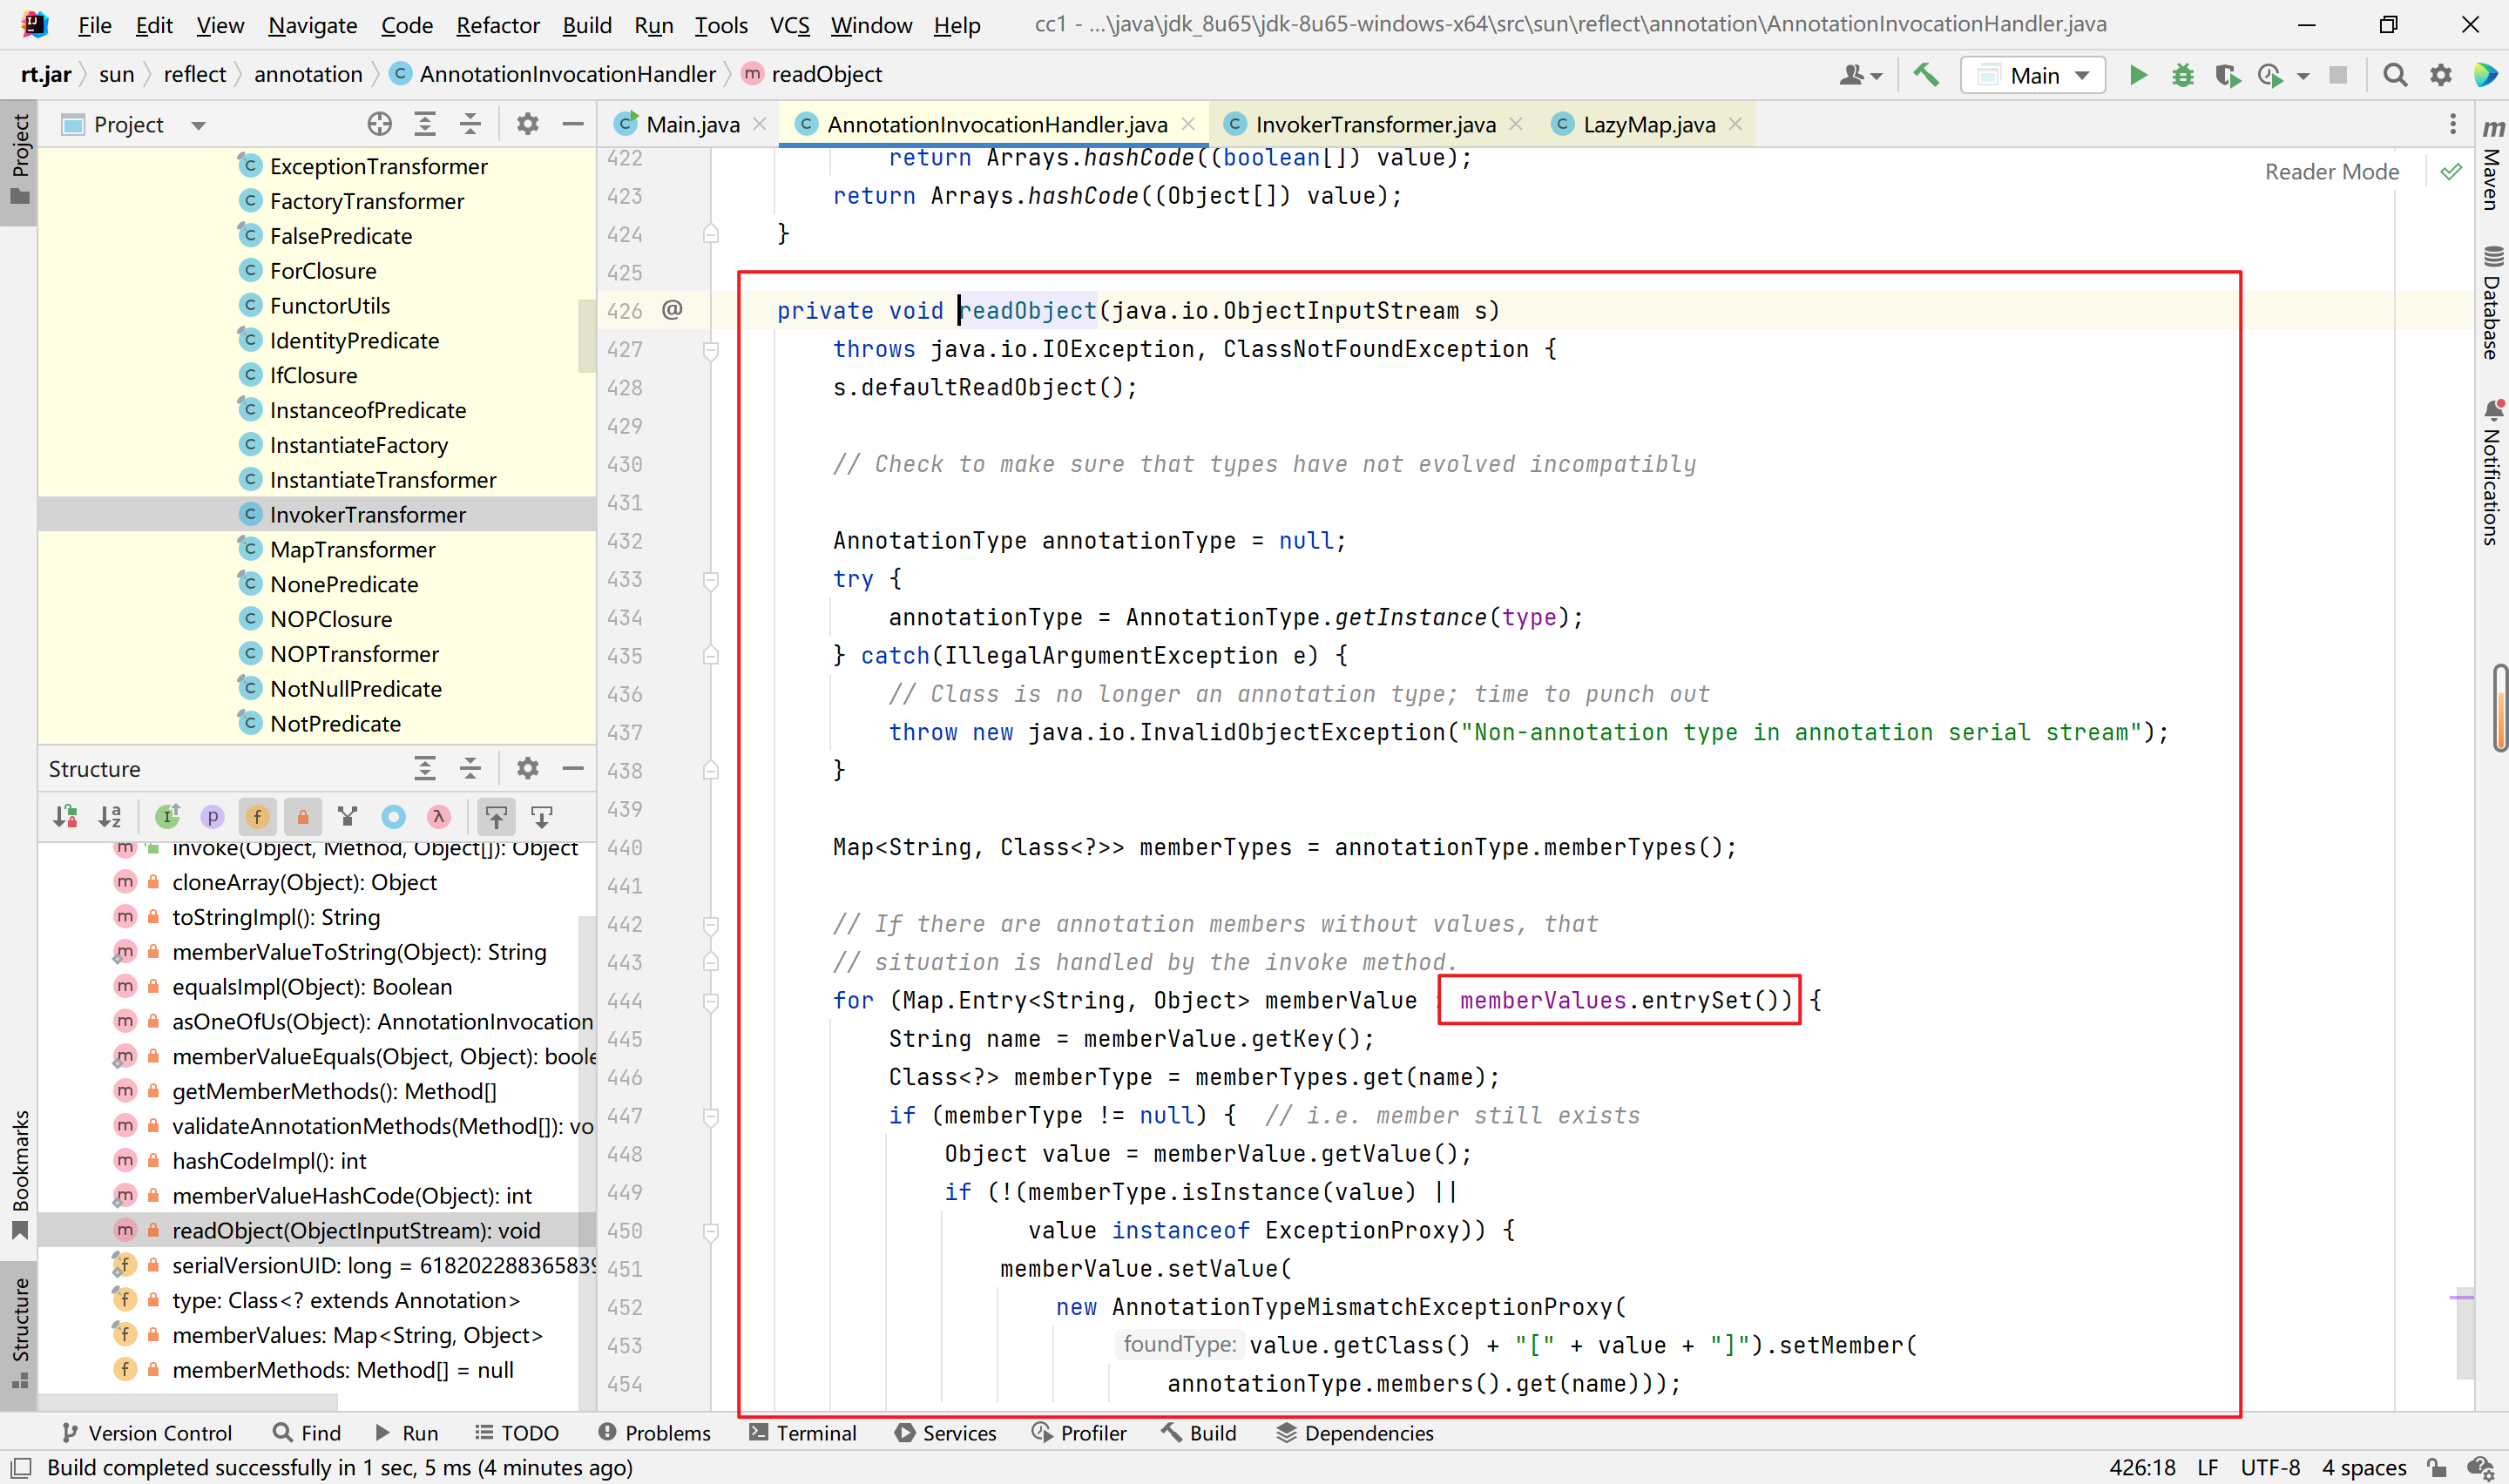 File Edit View Navigate Code Refactor Build Run Tools VCS Window Help cc1 - ...\java\jdk_8u65\jdk-8u65-windows-x64\src\sun\reflect\annotation\AnnotationInvocationHandler.java
rt.jar sun reflect annotation AnnotationInvocationHandler readObject Main
Project
Main.java AnnotationInvocationHandler.java InvokerTransformer.java LazyMap.java
Reader Mode
Project
Bookmarks
Structure
Maven
Database
Notifications
ExceptionTransformer
FactoryTransformer
FalsePredicate
ForClosure
FunctorUtils
IdentityPredicate
IfClosure
InstanceofPredicate
InstantiateFactory
InstantiateTransformer
InvokerTransformer
MapTransformer
NonePredicate
NOPClosure
NOPTransformer
NotNullPredicate
NotPredicate
Structure
invoke(Object, Method, Object[]): Object
cloneArray(Object): Object
toStringImpl(): String
memberValueToString(Object): String
equalsImpl(Object): Boolean
asOneOfUs(Object): AnnotationInvocation
memberValueEquals(Object, Object): boole
getMemberMethods(): Method[]
validateAnnotationMethods(Method[]): vo
hashCodeImpl(): int
memberValueHashCode(Object): int
readObject(ObjectInputStream): void
serialVersionUID: long = 618202288365839
type: Class<? extends Annotation>
memberValues: Map<String, Object>
memberMethods: Method[] = null
422 return Arrays.hashCode((boolean[]) value);
423 return Arrays.hashCode((Object[]) value);
424 }
425
426 @ private void readObject(java.io.ObjectInputStream s)
427 throws java.io.IOException, ClassNotFoundException {
428 s.defaultReadObject();
429
430 // Check to make sure that types have not evolved incompatibly
431
432 AnnotationType annotationType = null;
433 try {
434 annotationType = AnnotationType.getInstance(type);
435 } catch(IllegalArgumentException e) {
436 // Class is no longer an annotation type; time to punch out
437 throw new java.io.InvalidObjectException("Non-annotation type in annotation serial stream");
438 }
439
440 Map<String, Class<?>> memberTypes = annotationType.memberTypes();
441
442 // If there are annotation members without values, that
443 // situation is handled by the invoke method.
444 for (Map.Entry<String, Object> memberValue : memberValues.entrySet()) {
445 String name = memberValue.getKey();
446 Class<?> memberType = memberTypes.get(name);
447 if (memberType != null) { // i.e. member still exists
448 Object value = memberValue.getValue();
449 if (!(memberType.isInstance(value) ||
450 value instanceof ExceptionProxy)) {
451 memberValue.setValue(
452 new AnnotationTypeMismatchExceptionProxy(
453 foundType: value.getClass() + "[" + value + "]").setMember(
454 annotationType.members().get(name)));
Version Control Find Run TODO Problems Terminal Services Profiler Build Dependencies
Build completed successfully in 1 sec, 5 ms (4 minutes ago) 426:18 LF UTF-8 4 spaces